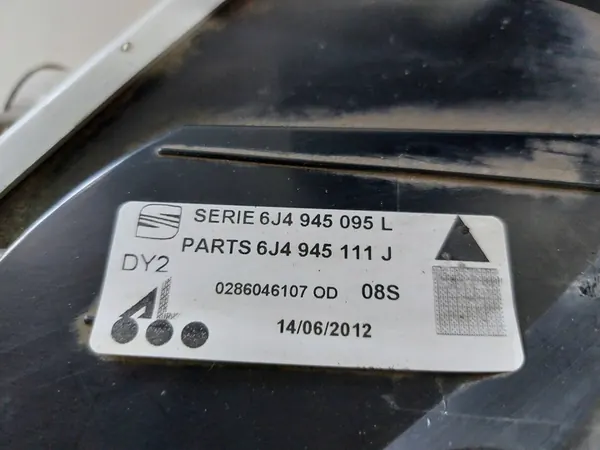 SERIE 6J4 945 095 L
PARTS 6J4 945 111 J
DY2
0286046107 OD 08S
14/06/2012